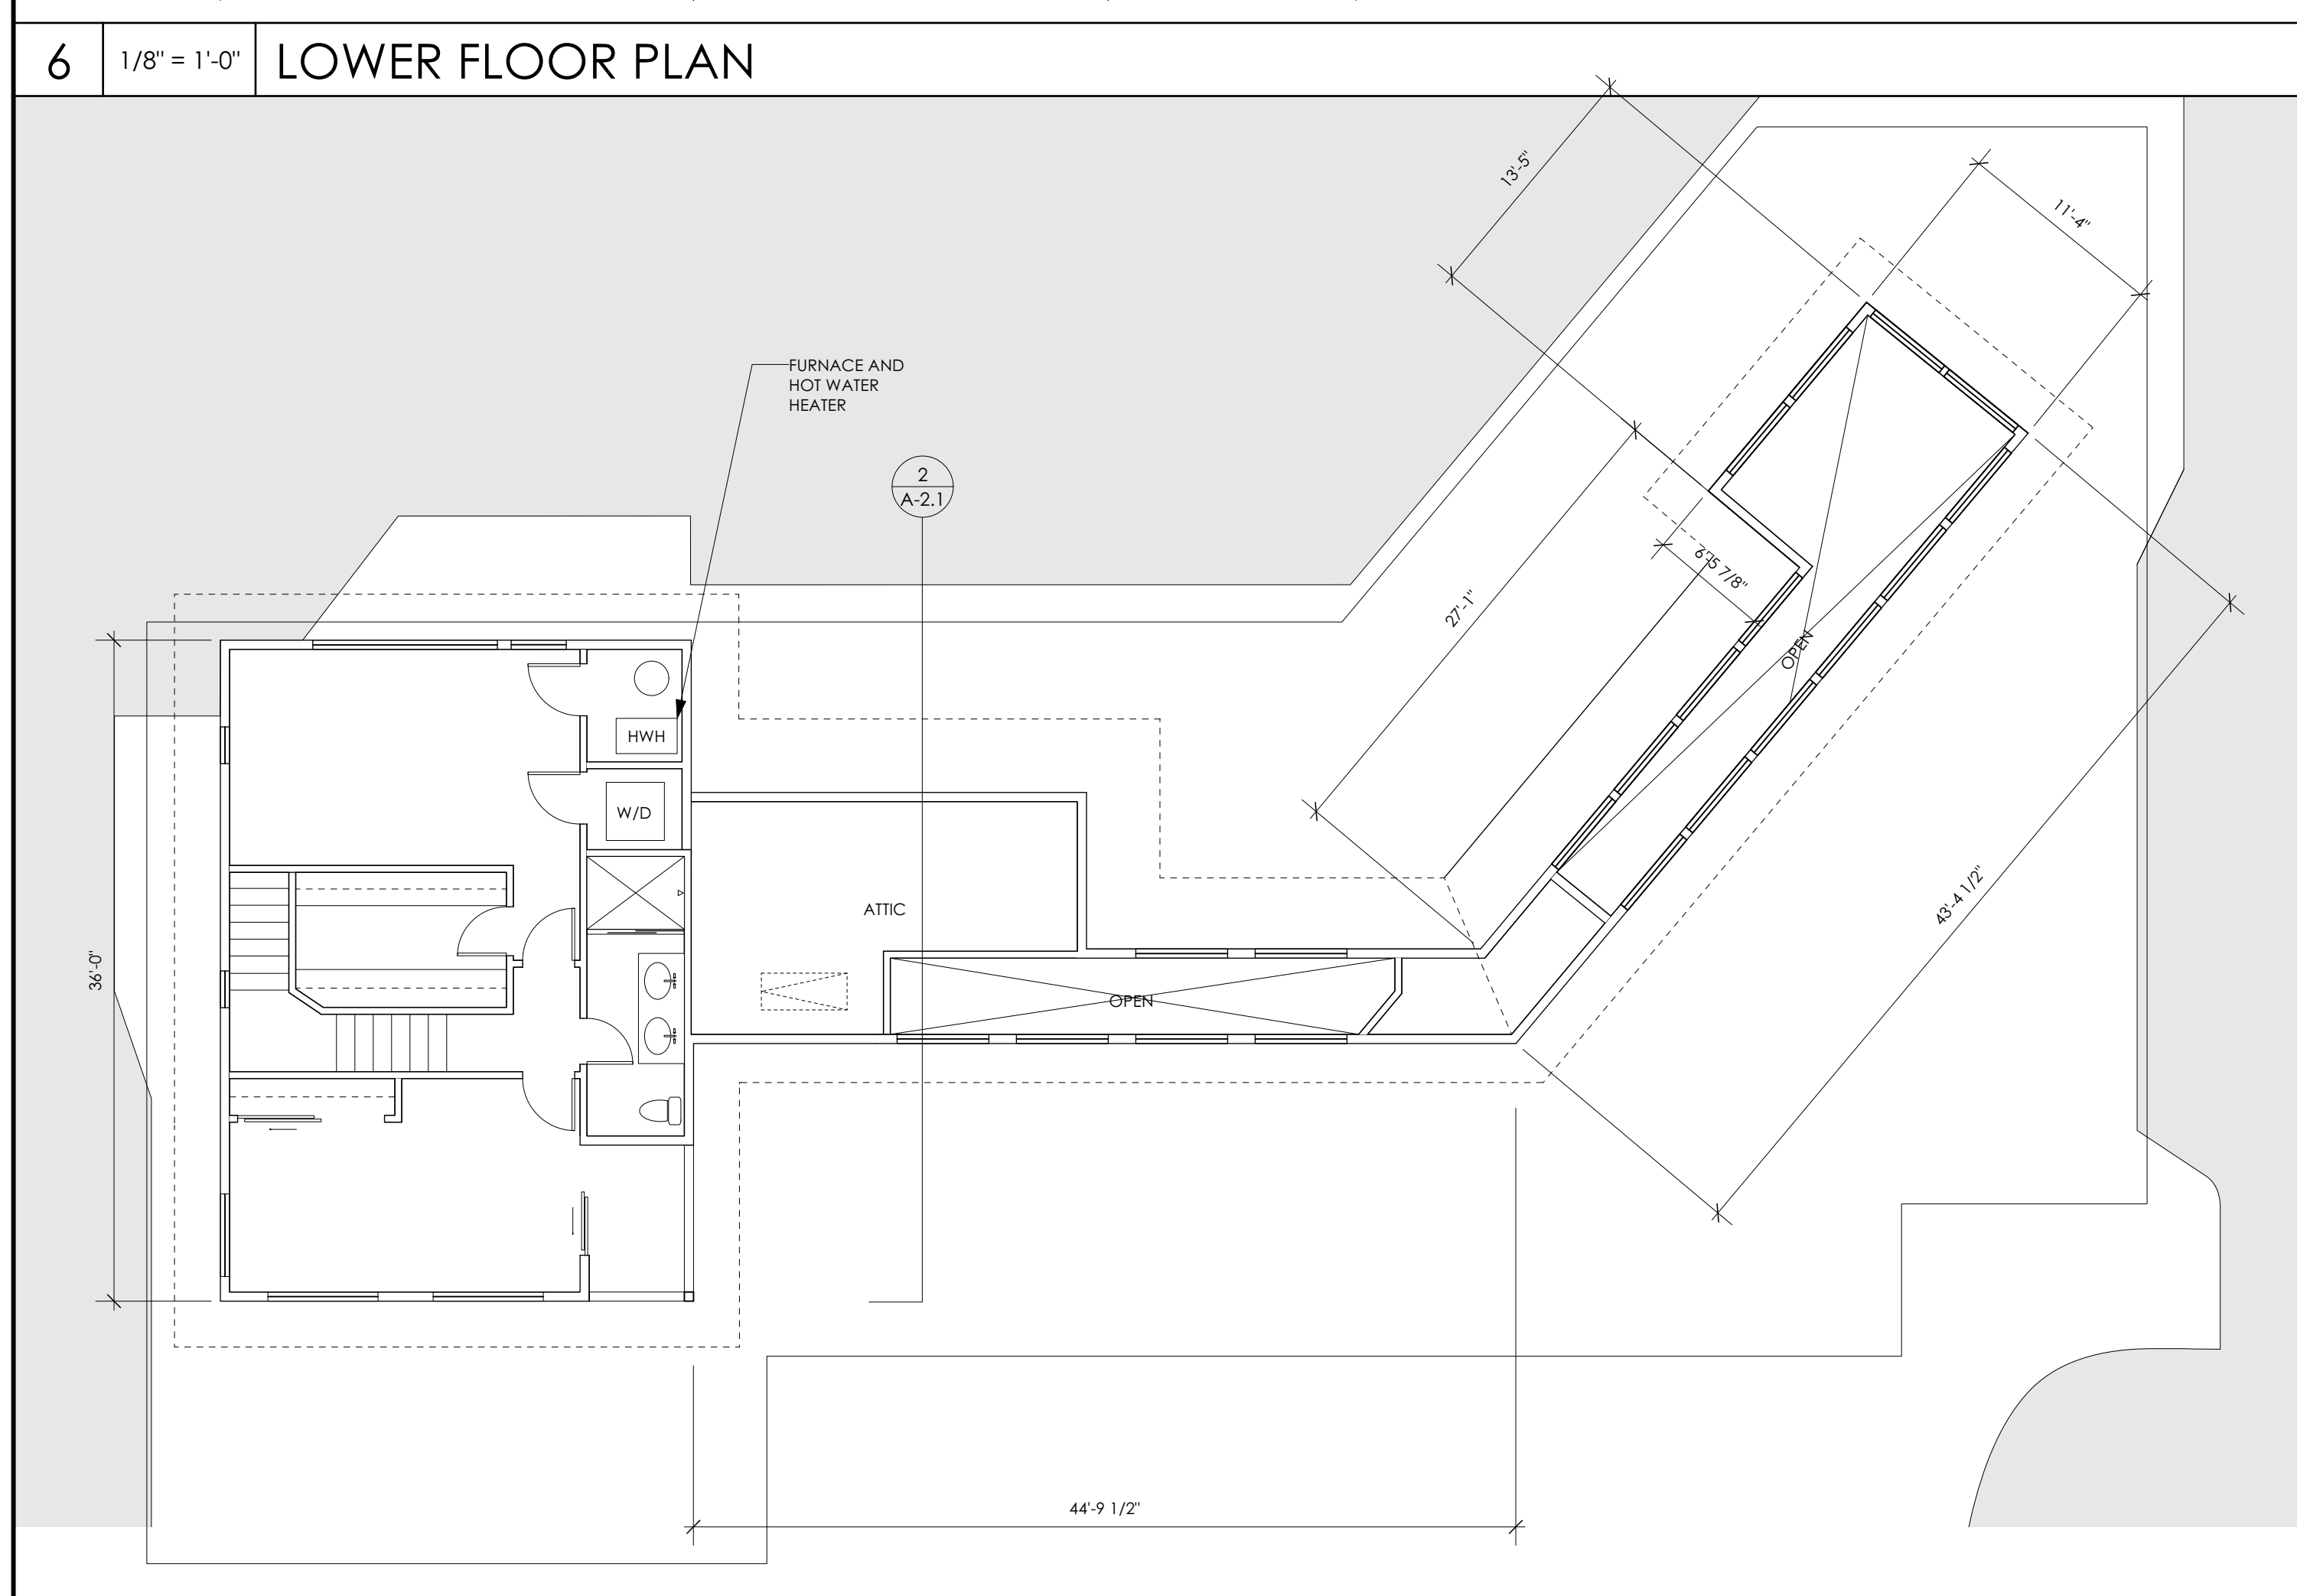 6
1/8" = 1'-0"
LOWER FLOOR PLAN
13'-5"
11'-4"
FURNACE AND
HOT WATER
HEATER
2
A-2.1
6'-5 7/8"
27'-1"
OPEN
HWH
W/D
ATTIC
43'-4 1/2"
36'-0"
OPEN
44'-9 1/2"